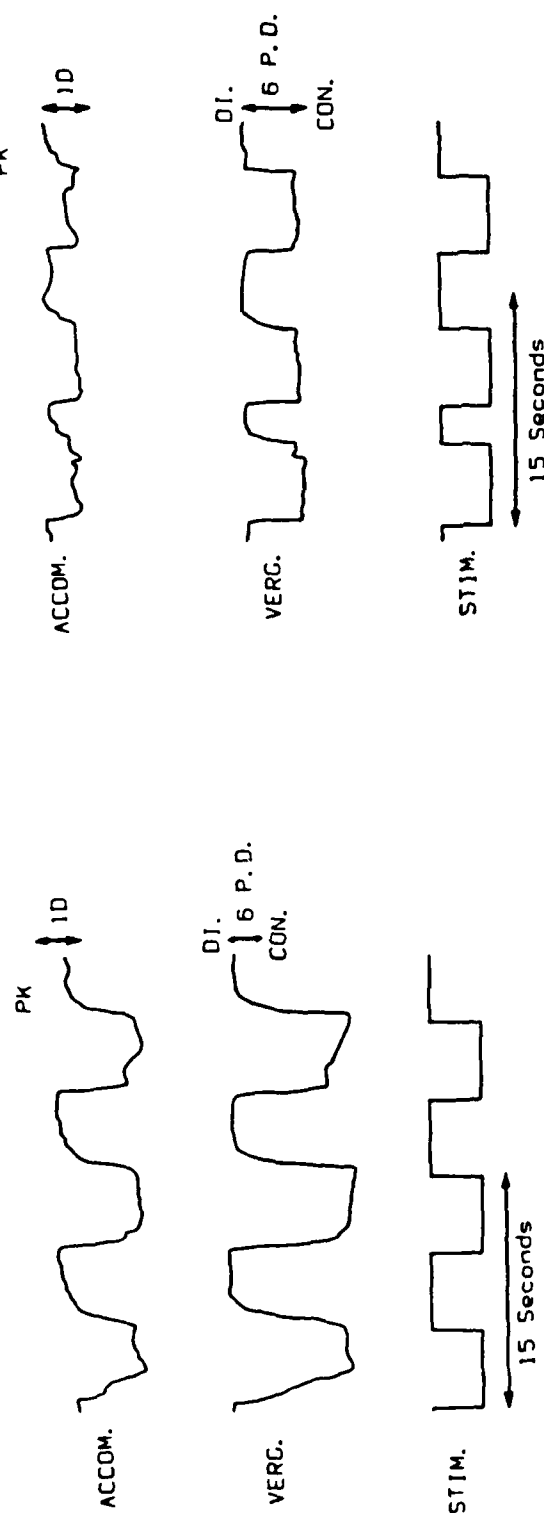 PK
1D
ACCOM.
DI.
6 P.D.
CON.
VERG.
STIM.
15 Seconds
1D
ACCOM.
DI.
6 P.D.
CON.
VERG.
STIM.
15 Seconds